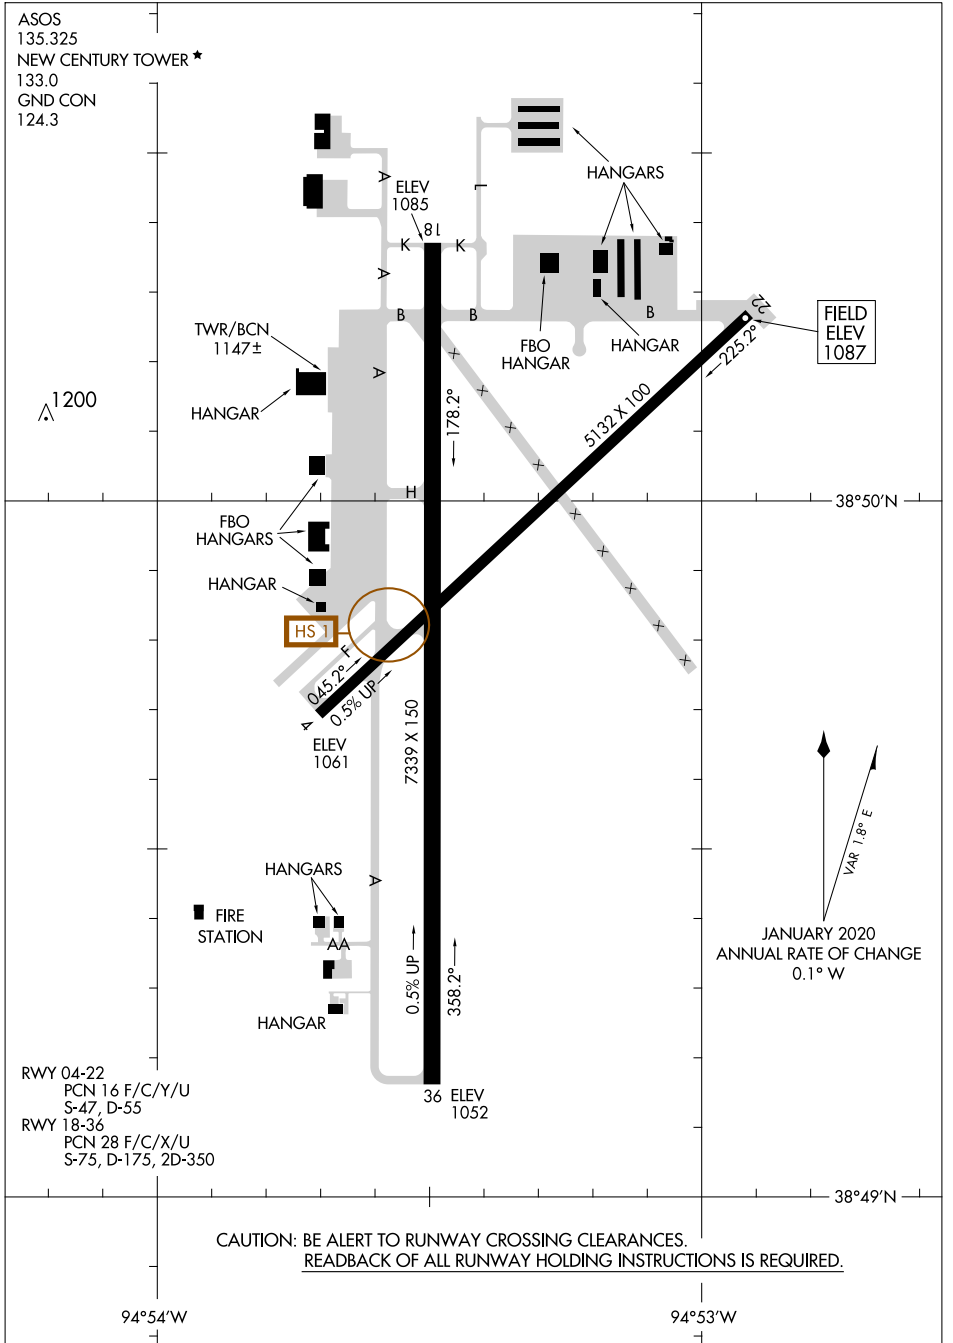 ASOS
135.325
NEW CENTURY TOWER ★
133.0
GND CON
124.3
HANGARS
A
L
ELEV
1085
18
K
K
A
22
B
B
B
FIELD
ELEV
1087
TWR/BCN
1147±
FBO
HANGAR
HANGAR
225.2°
A
1200
HANGAR
178.2°
5132 X 100
X
X
X
X
H
38°50'N
FBO
HANGARS
X
X
HANGAR
X
HS 1
X
F
X
045.2°
0.5% UP
4
ELEV
1061
7339 X 150
VAR 1.8° E
HANGARS
A
FIRE
STATION
AA
JANUARY 2020
ANNUAL RATE OF CHANGE
0.1° W
0.5% UP
358.2°
HANGAR
RWY 04-22
PCN 16 F/C/Y/U
S-47, D-55
RWY 18-36
PCN 28 F/C/X/U
S-75, D-175, 2D-350
36
ELEV
1052
38°49'N
CAUTION: BE ALERT TO RUNWAY CROSSING CLEARANCES.
READBACK OF ALL RUNWAY HOLDING INSTRUCTIONS IS REQUIRED.
94°54'W
94°53'W